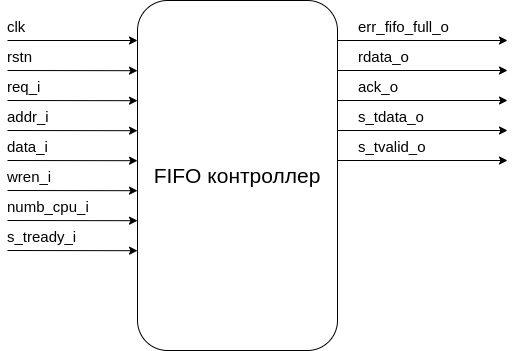 clk
rstn
req_i
addr_i
data_i
wren_i
numb_cpu_i
s_tready_i
FIFO контроллер
err_fifo_full_o
rdata_o
ack_o
s_tdata_o
s_tvalid_o